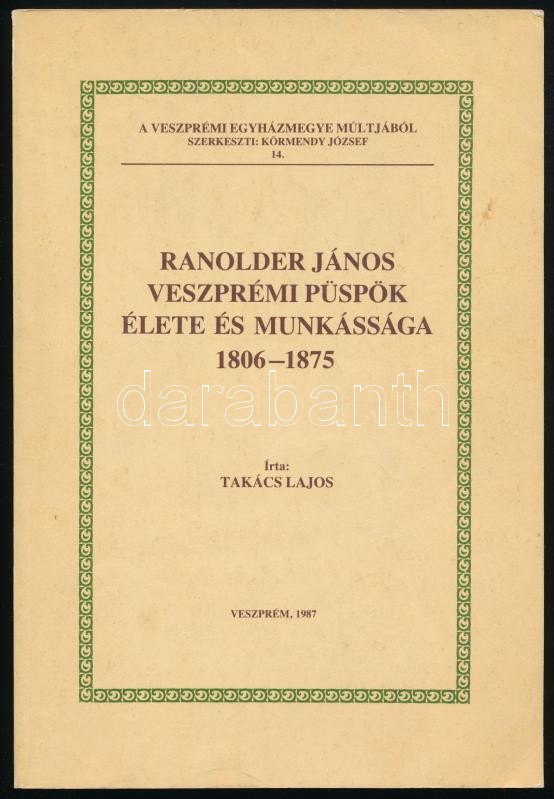 A VESZPRÉMI EGYHÁZMEGYE MÚLTJÁBÓL
SZERKESZTI: KÖRMENDY JÓZSEF
14.
RANOLDER JÁNOS
VESZPRÉMI PÜSPÖK
ÉLETE ÉS MUNKÁSSÁGA
1806–1875
darabanth
Írta:
TAKÁCS LAJOS
VESZPRÉM, 1987